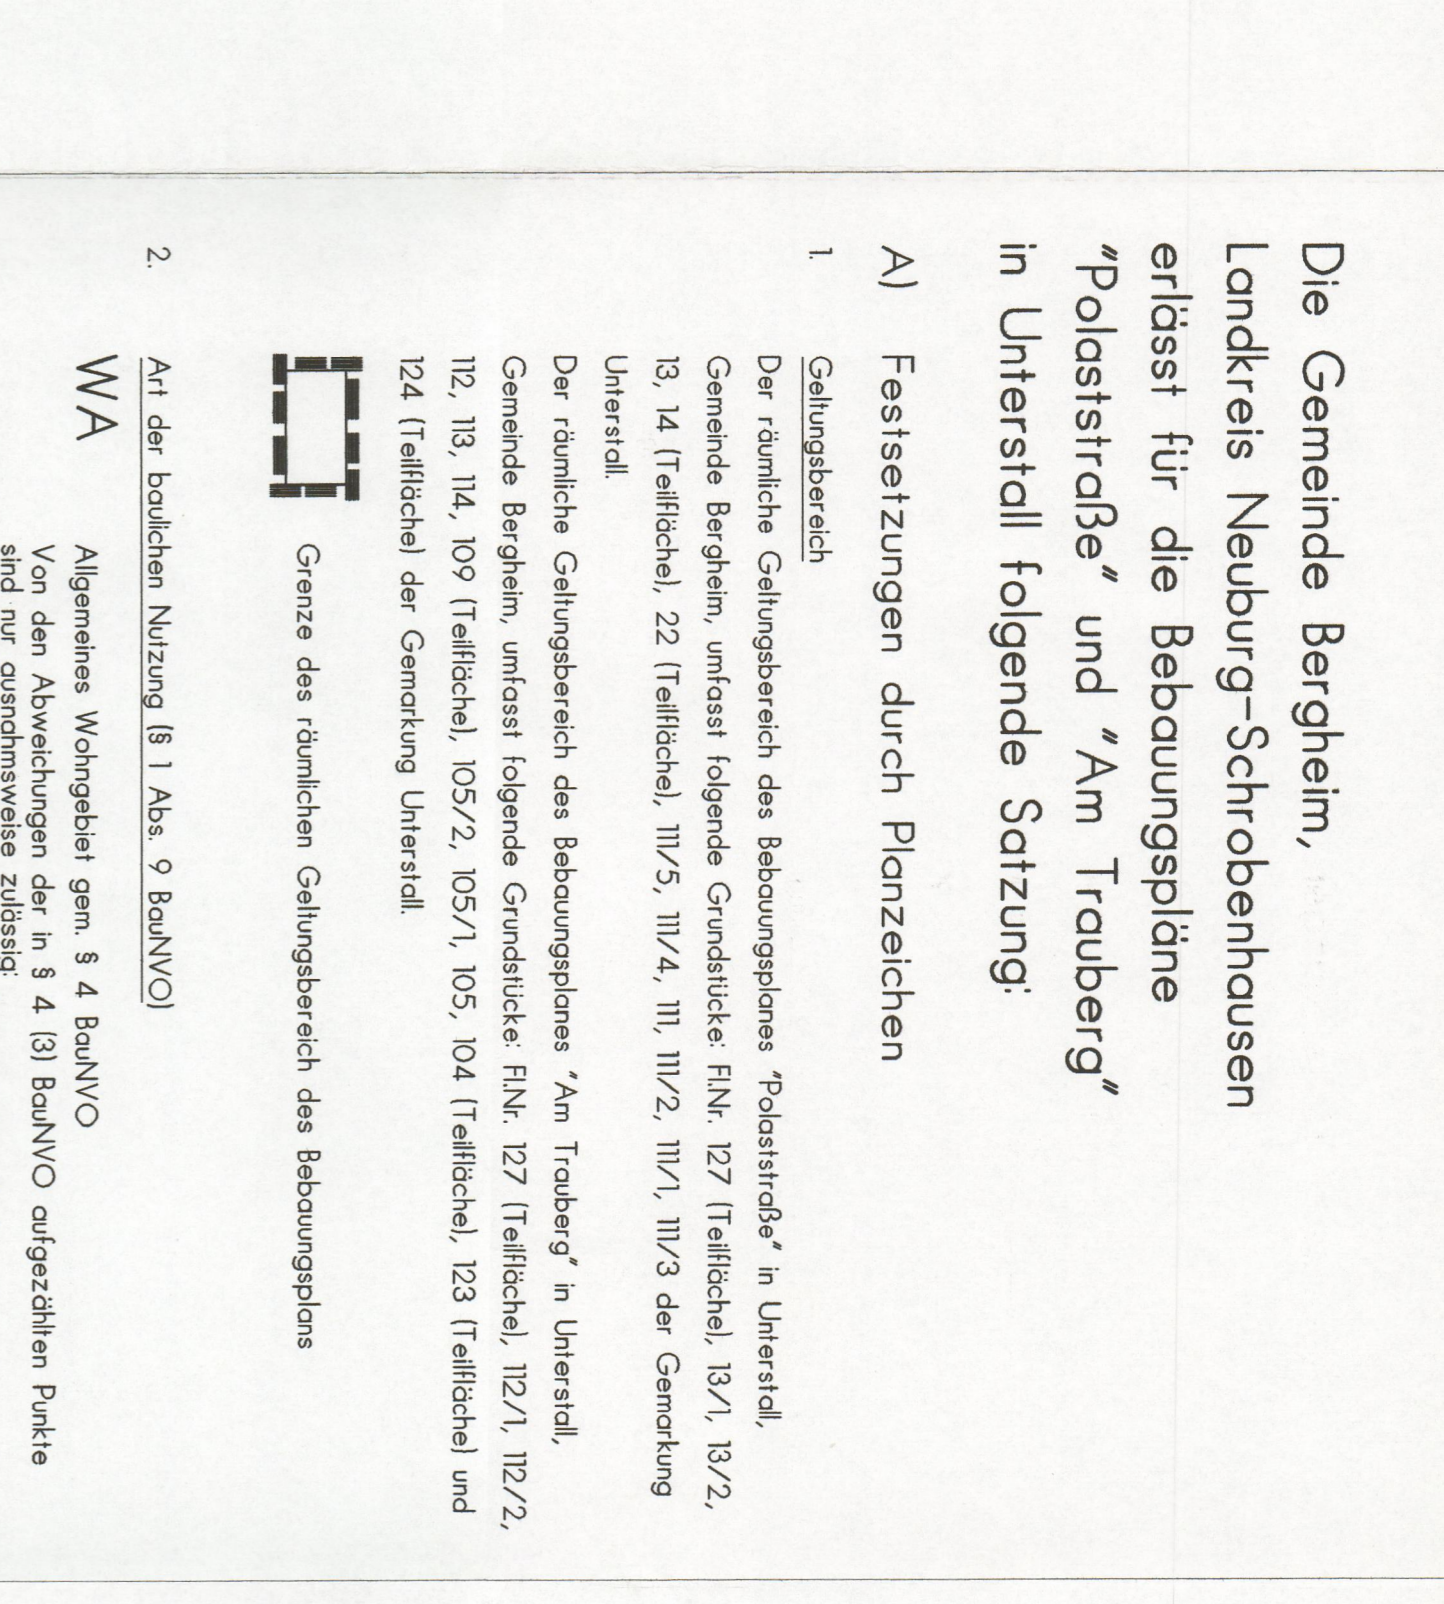 Die Gemeinde Bergheim,
Landkreis Neuburg-Schrobenhausen
erlässt für die Bebauungspläne
"Polaststraße" und "Am Trauberg"
in Unterstall folgende Satzung:
A) Festsetzungen durch Planzeichen
1. Geltungsbereich
Der räumliche Geltungsbereich des Bebauungsplanes "Polaststraße" in Unterstall,
Gemeinde Bergheim, umfasst folgende Grundstücke: Fl.Nr. 127 (Teilfläche), 13/1, 13/2,
13, 14 (Teilfläche), 22 (Teilfläche), 111/5, 111/4, 111, 111/2, 111/1, 111/3 der Gemarkung
Unterstall.
Der räumliche Geltungsbereich des Bebauungsplanes "Am Trauberg" in Unterstall,
Gemeinde Bergheim, umfasst folgende Grundstücke: Fl.Nr. 127 (Teilfläche), 112/1, 112/2,
112, 113, 114, 109 (Teilfläche), 105/2, 105/1, 105, 104 (Teilfläche), 123 (Teilfläche) und
124 (Teilfläche) der Gemarkung Unterstall.
Grenze des räumlichen Geltungsbereich des Bebauungsplans
2. Art der baulichen Nutzung (§ 1 Abs. 9 BauNVO)
WA Allgemeines Wohngebiet gem. § 4 BauNVO
Von den Abweichungen der in § 4 (3) BauNVO aufgezählten Punkte
sind nur ausnahmsweise zulässig: